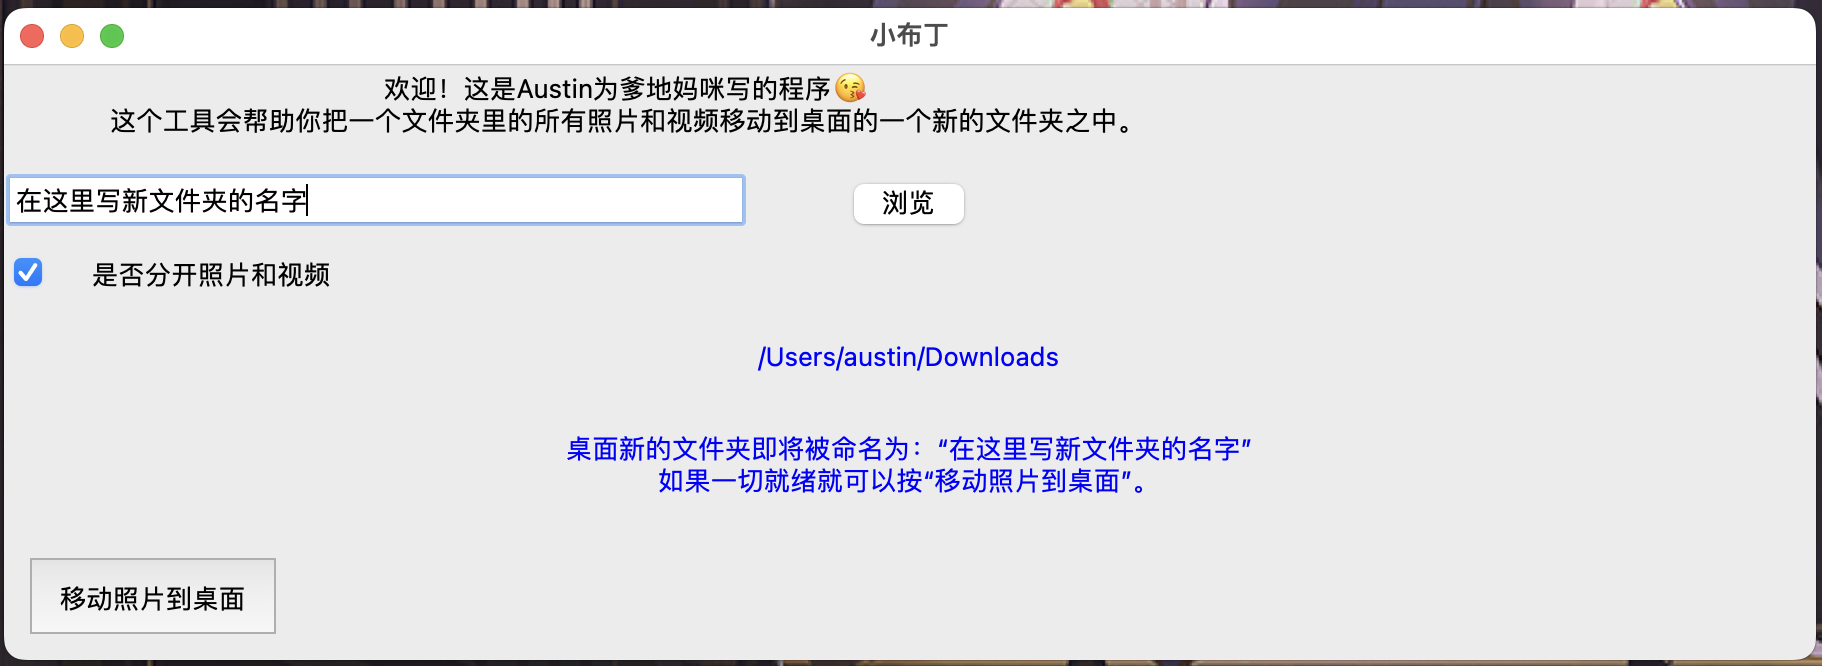 小布丁
欢迎！这是Austin为爹地妈咪写的程序😘
这个工具会帮助你把一个文件夹里的所有照片和视频移动到桌面的一个新的文件夹之中。
在这里写新文件夹的名字
浏览
是否分开照片和视频
/Users/austin/Downloads
桌面新的文件夹即将被命名为：“在这里写新文件夹的名字”
如果一切就绪就可以按“移动照片到桌面”。
移动照片到桌面